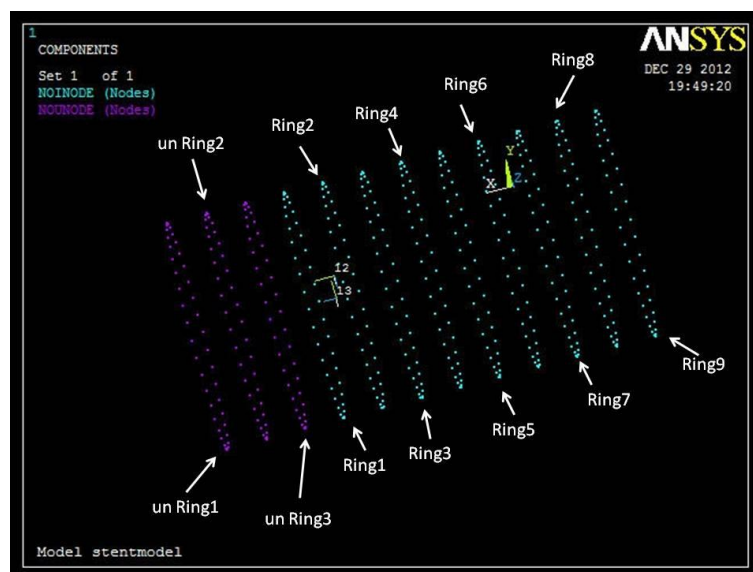 1
COMPONENTS
Set 1 of 1
NOINODE (Nodes)
NOUNODE (Nodes)
ANSYS
DEC 29 2012
19:49:20
un Ring2
Ring2
Ring4
Ring6
Ring8
Y
X
Z
12
13
un Ring1
un Ring3
Ring1
Ring3
Ring5
Ring7
Ring9
Model stentmodel